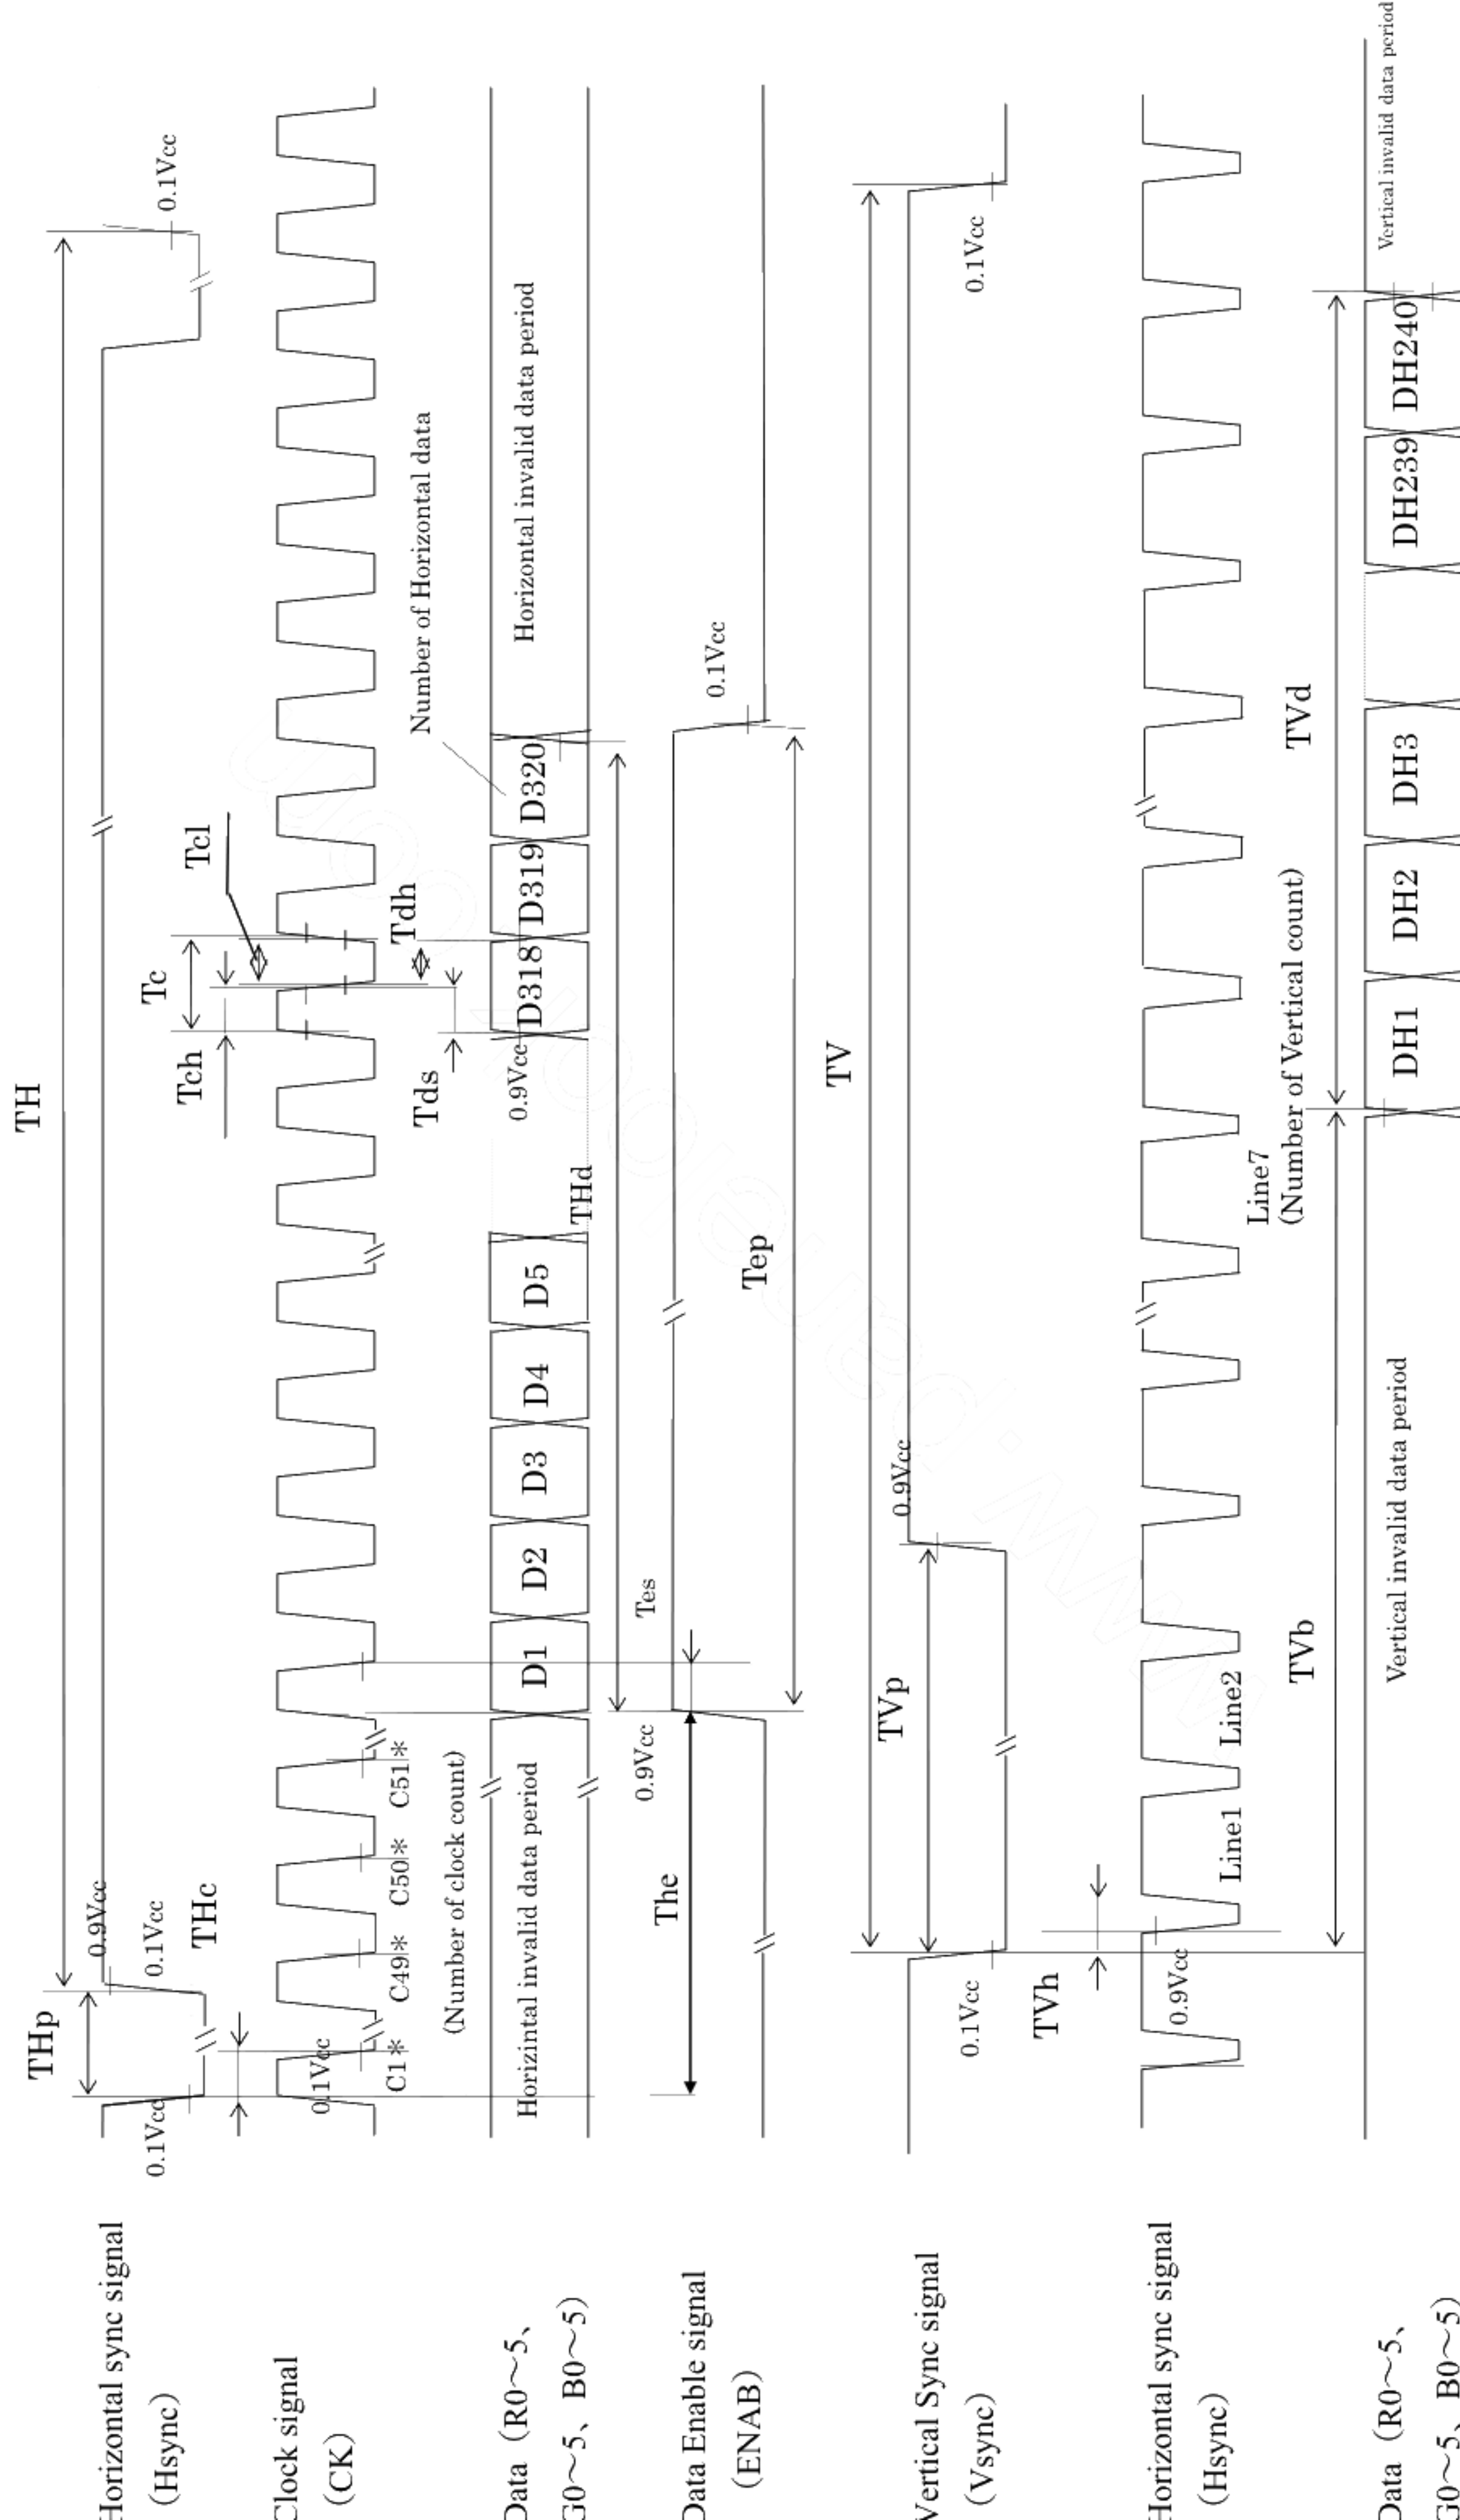 TH
THp
0.9Vcc
0.1Vcc
0.1Vcc
0.1Vcc
THc
Horizontal sync signal
(Hsync)
Tch
Tc
Tcl
0.1Vcc
C1*
C49*
C50*
C51*
(Number of clock count)
Clock signal
(CK)
Tds
Tdh
Number of Horizontal data
0.9Vcc
Horizintal invalid data period
D1
D2
D3
D4
D5
D318
D319
D320
Horizontal invalid data period
Data (R0~5、
G0~5、 B0~5)
THd
0.9Vcc
Tes
The
Tep
0.1Vcc
Data Enable signal
(ENAB)
TV
TVp
0.9Vcc
0.1Vcc
0.1Vcc
Vertical Sync signal
(Vsync)
TVh
0.9Vcc
Line1
Line2
Line7
(Number of Vertical count)
Horizontal sync signal
(Hsync)
TVb
TVd
Vertical invalid data period
DH1
DH2
DH3
DH239
DH240
Vertical invalid data period
Data (R0~5、
G0~5、 B0~5)